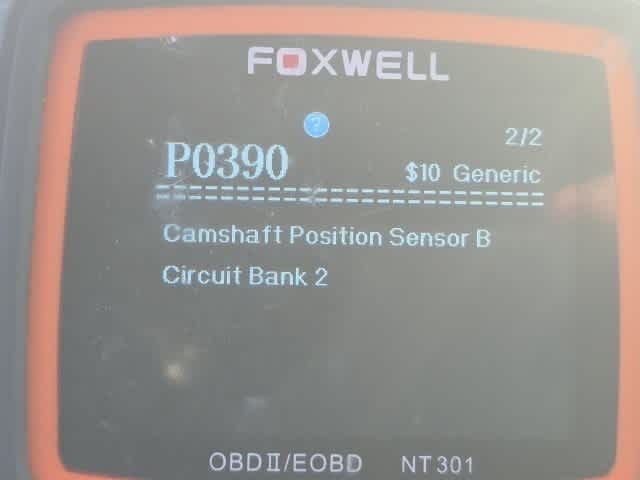 FOXWELL
?
2/2
P0390 $10 Generic
Camshaft Position Sensor B
Circuit Bank 2
OBDII/EOBD NT301